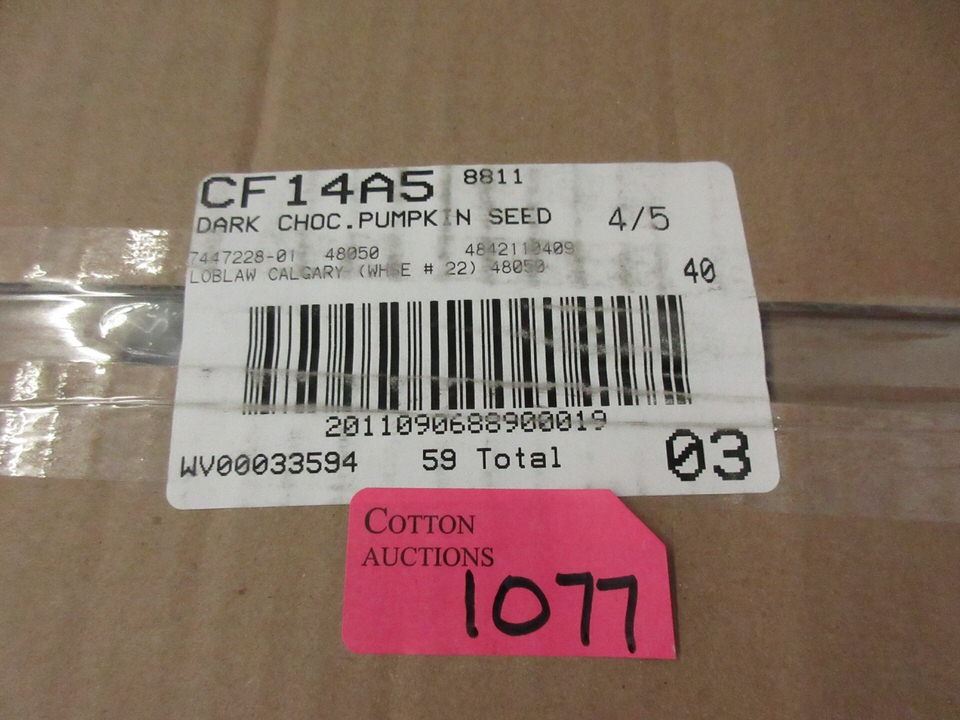 CF14A5 8811
DARK CHOC.PUMPKIN SEED 4/5
7447228-01 48050 4842110409
LOBLAW CALGARY (WHSE # 22) 48050 40
2011090688900019
WV00033594 59 Total 03
COTTON
AUCTIONS
1077